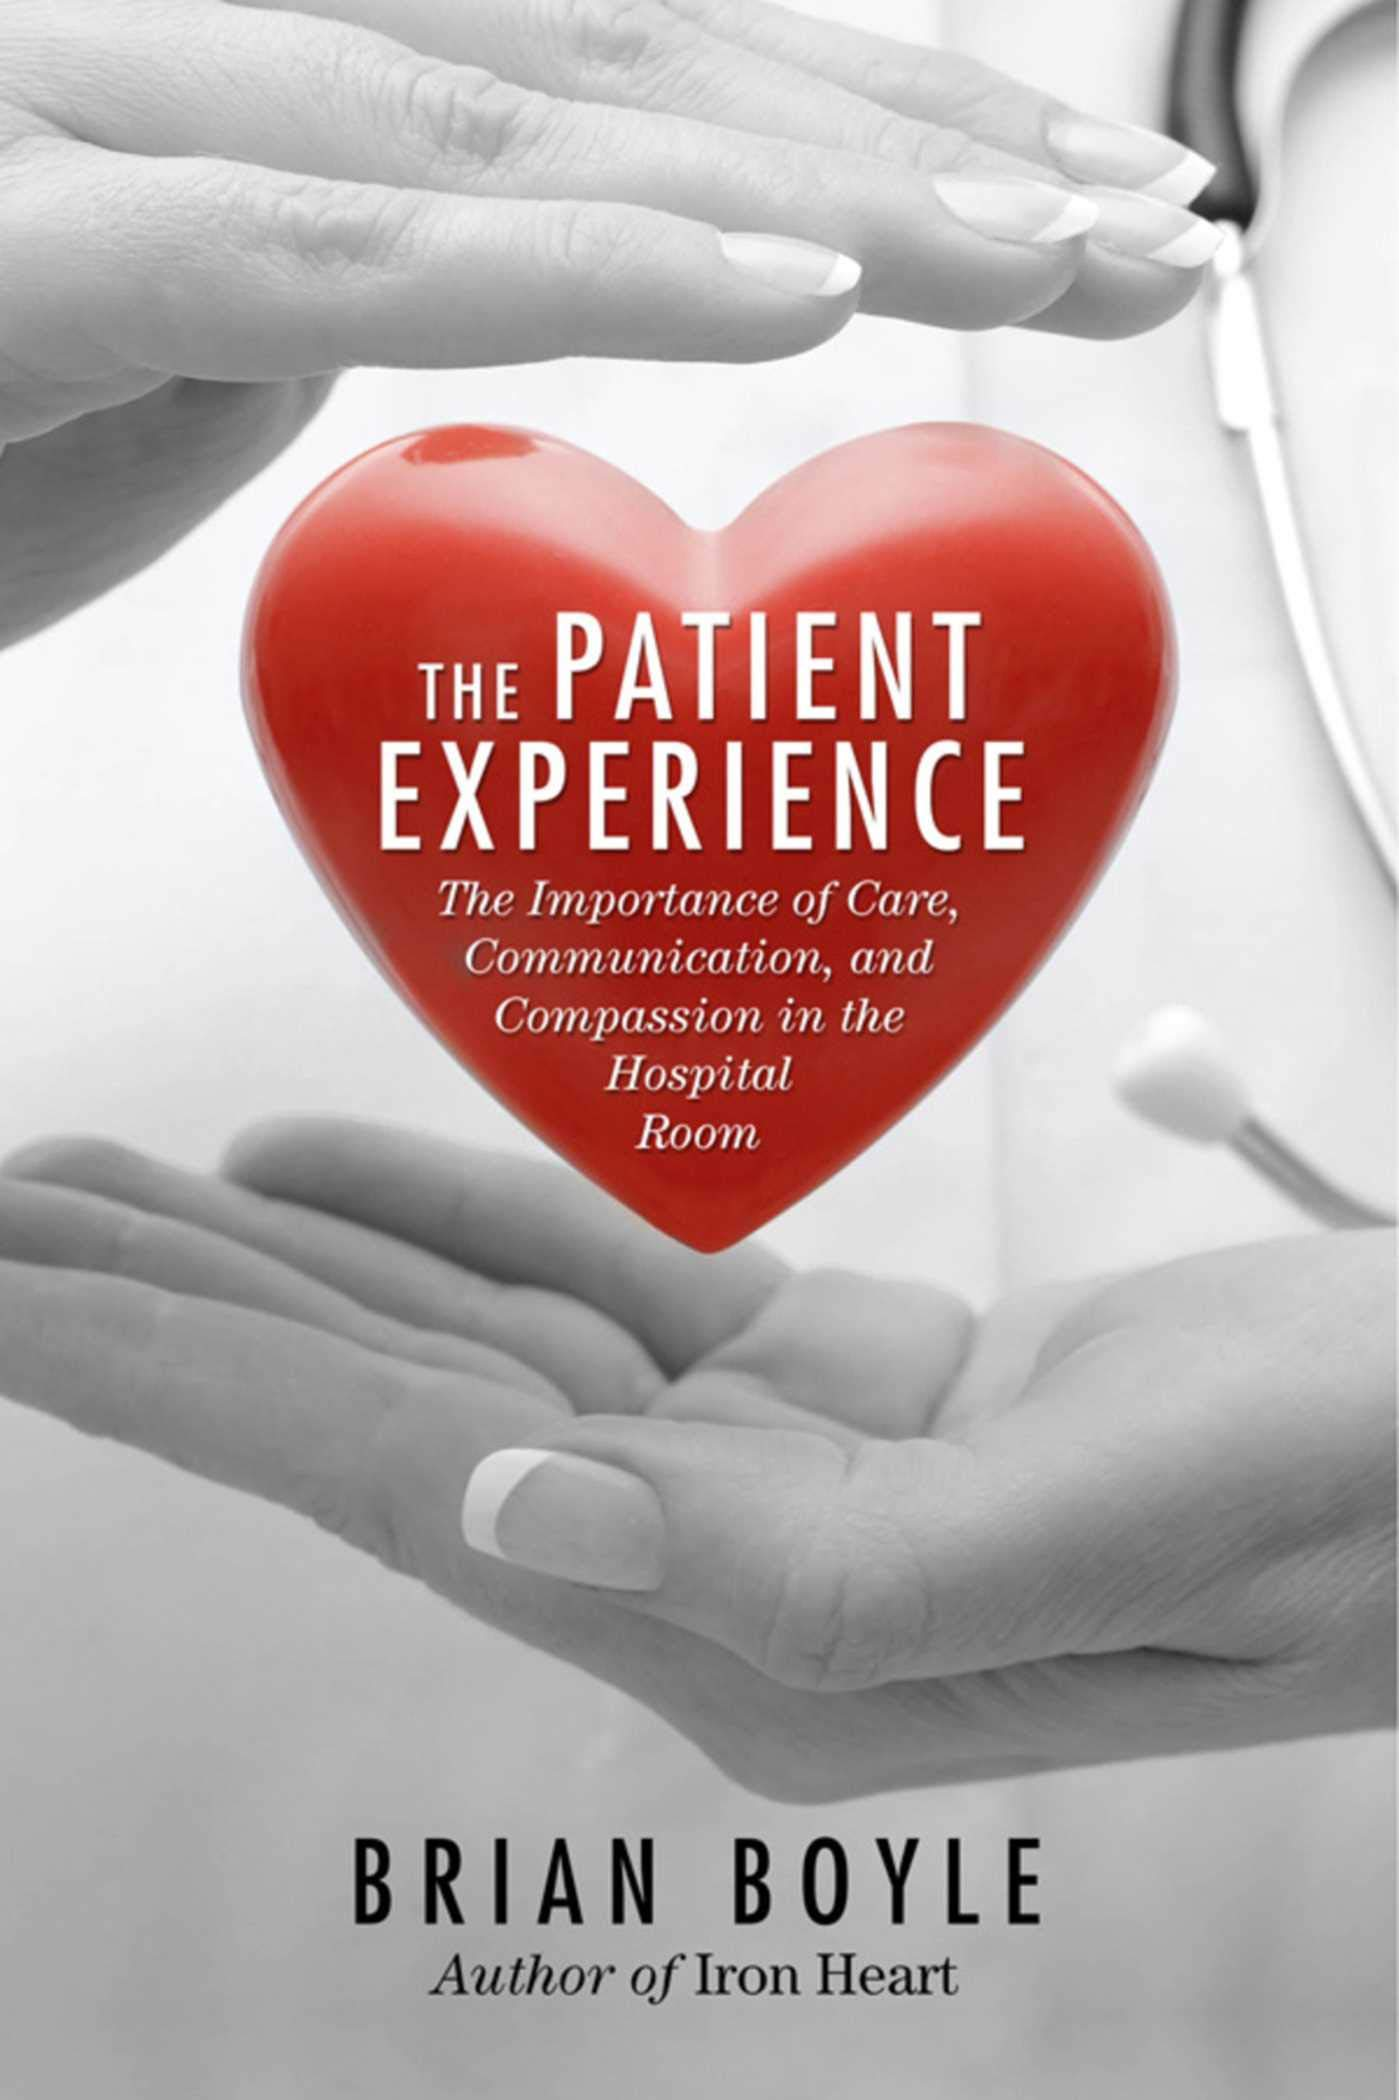 THE PATIENT
EXPERIENCE
The Importance of Care,
Communication, and
Compassion in the
Hospital
Room
BRIAN BOYLE
Author of Iron Heart